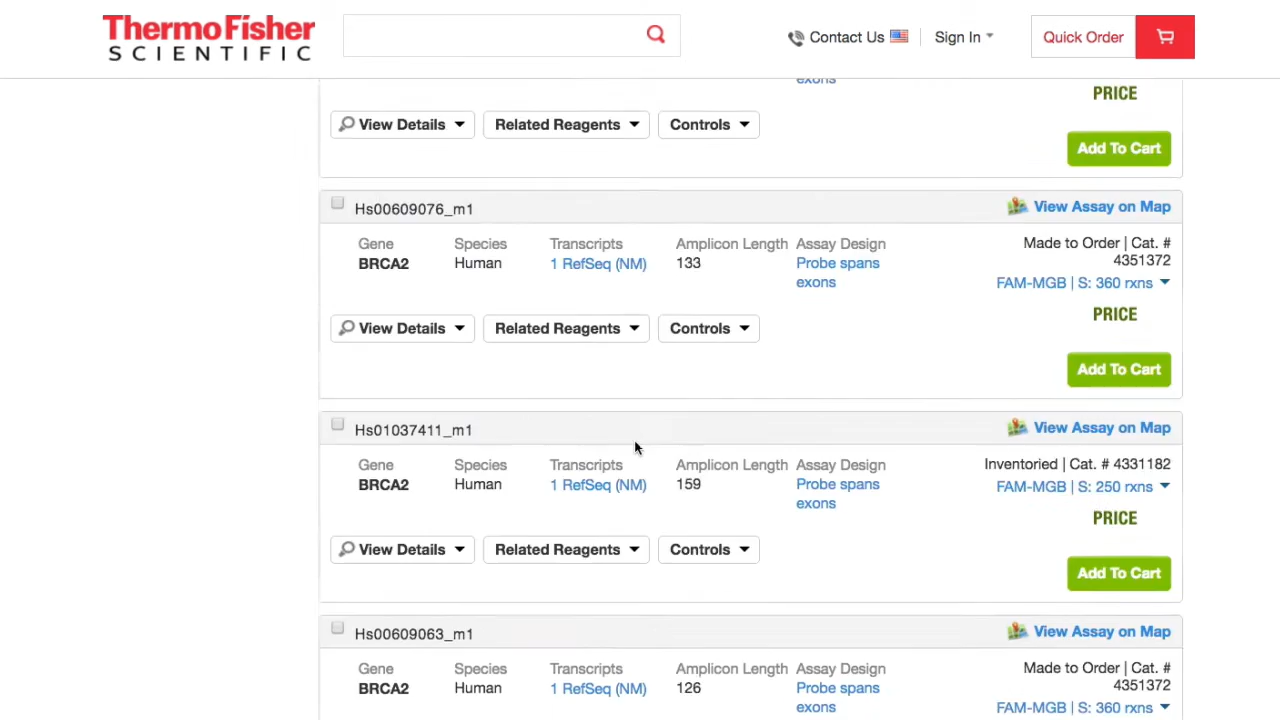 ThermoFisher
SCIENTIFIC
Contact Us
Sign In
Quick Order
exons
PRICE
View Details
Related Reagents
Controls
Add To Cart
Hs00609076_m1
View Assay on Map
Gene
Species
Transcripts
Amplicon Length
Assay Design
Made to Order | Cat. #
4351372
BRCA2
Human
1 RefSeq (NM)
133
Probe spans
exons
FAM-MGB | S: 360 rxns
PRICE
View Details
Related Reagents
Controls
Add To Cart
Hs01037411_m1
View Assay on Map
Gene
Species
Transcripts
Amplicon Length
Assay Design
Inventoried | Cat. # 4331182
BRCA2
Human
1 RefSeq (NM)
159
Probe spans
exons
FAM-MGB | S: 250 rxns
PRICE
View Details
Related Reagents
Controls
Add To Cart
Hs00609063_m1
View Assay on Map
Gene
Species
Transcripts
Amplicon Length
Assay Design
Made to Order | Cat. #
4351372
BRCA2
Human
1 RefSeq (NM)
126
Probe spans
exons
FAM-MGB | S: 360 rxns